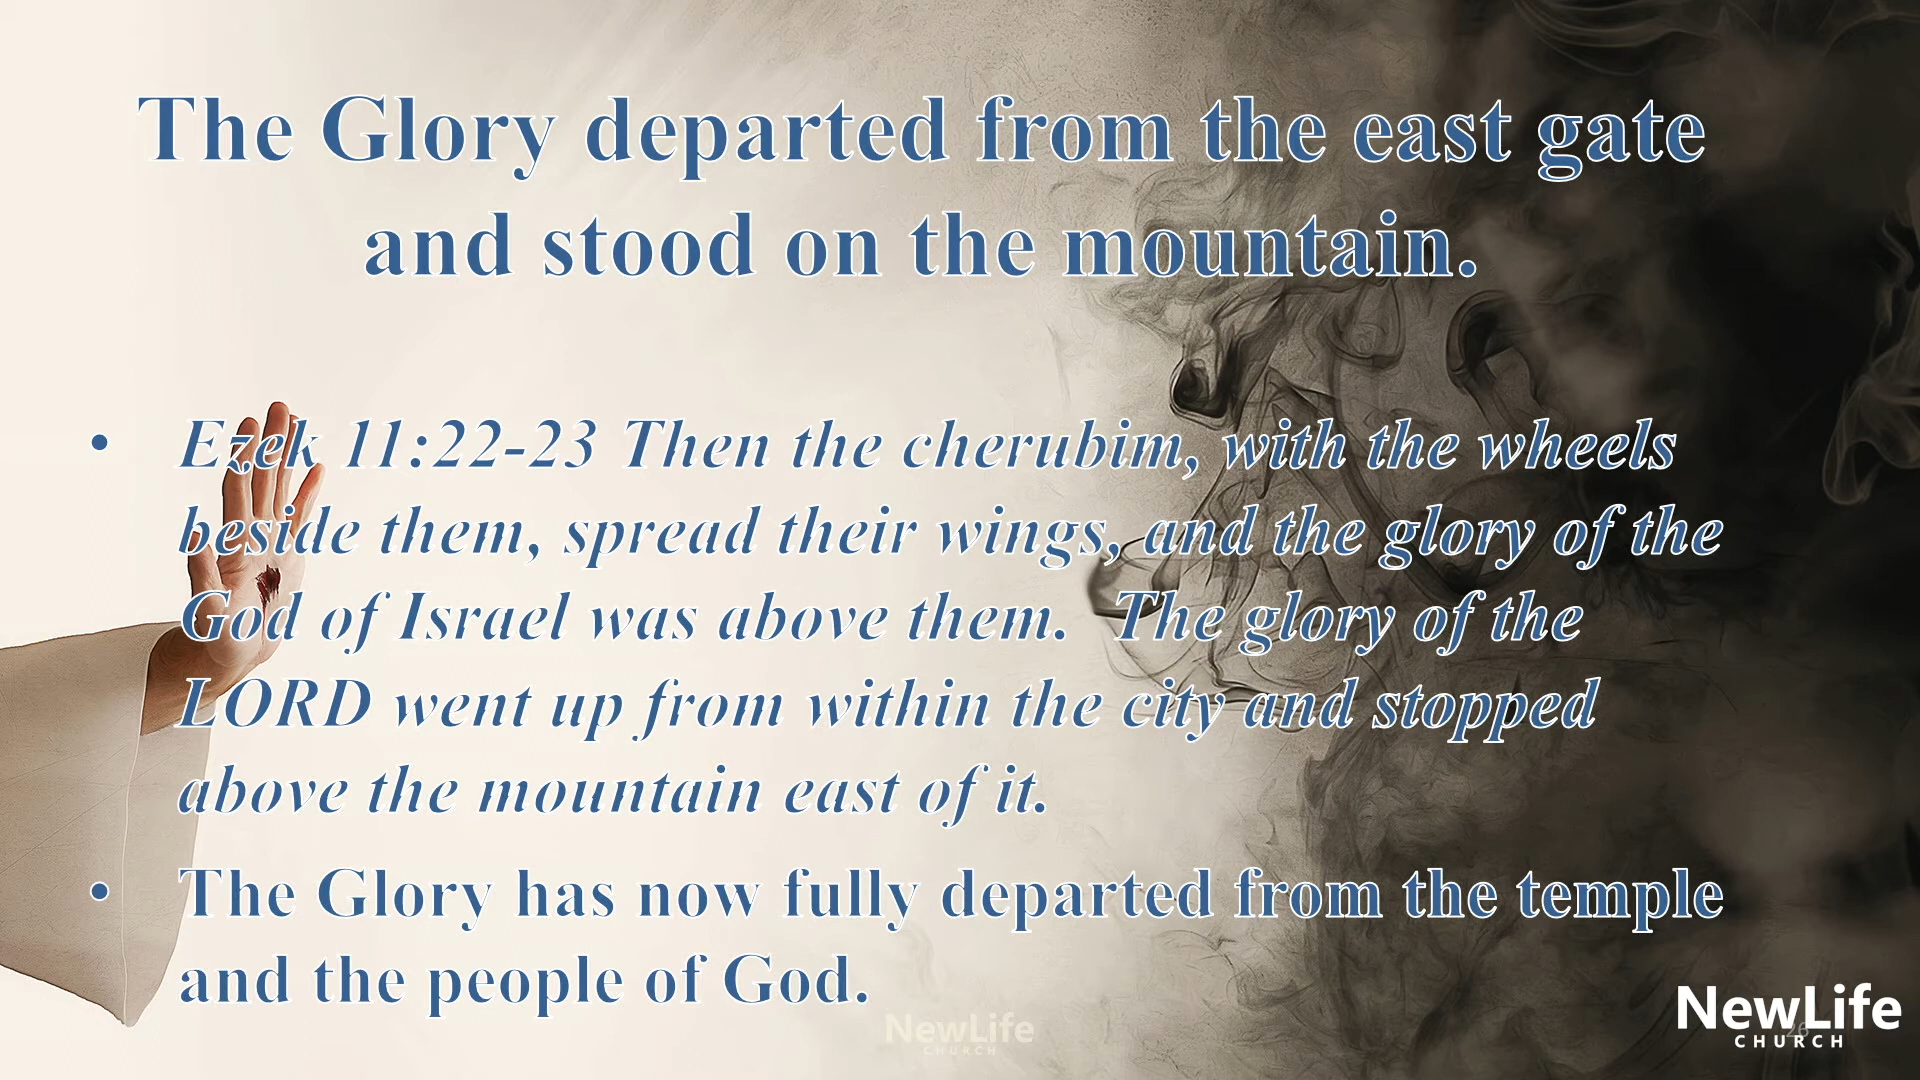 The Glory departed from the east gate
and stood on the mountain.
• Ezek 11:22-23 Then the cherubim, with the wheels
beside them, spread their wings, and the glory of the
God of Israel was above them.  The glory of the
LORD went up from within the city and stopped
above the mountain east of it.
• The Glory has now fully departed from the temple
and the people of God.
NewLife
CHURCH
NewLife
26
CHURCH